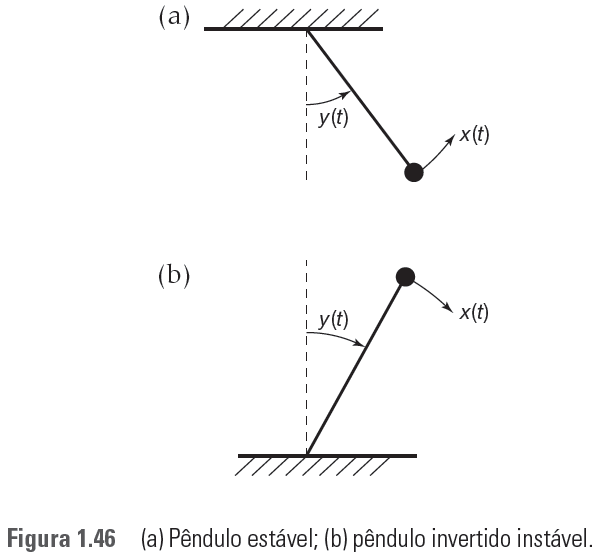 (a)
y(t)
x(t)
(b)
y(t)
x(t)
Figura 1.46 (a) Pêndulo estável; (b) pêndulo invertido instável.